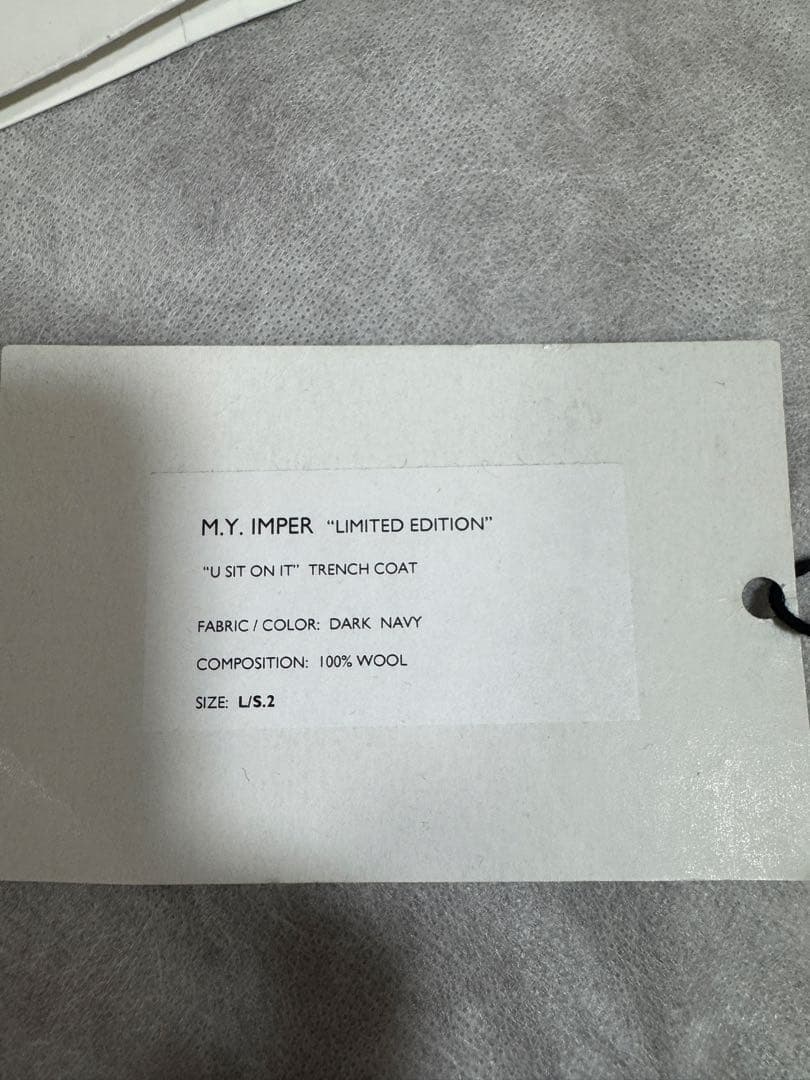 M.Y. IMPER “LIMITED EDITION”
“U SIT ON IT” TRENCH COAT
FABRIC / COLOR: DARK NAVY
COMPOSITION: 100% WOOL
SIZE: L/S.2